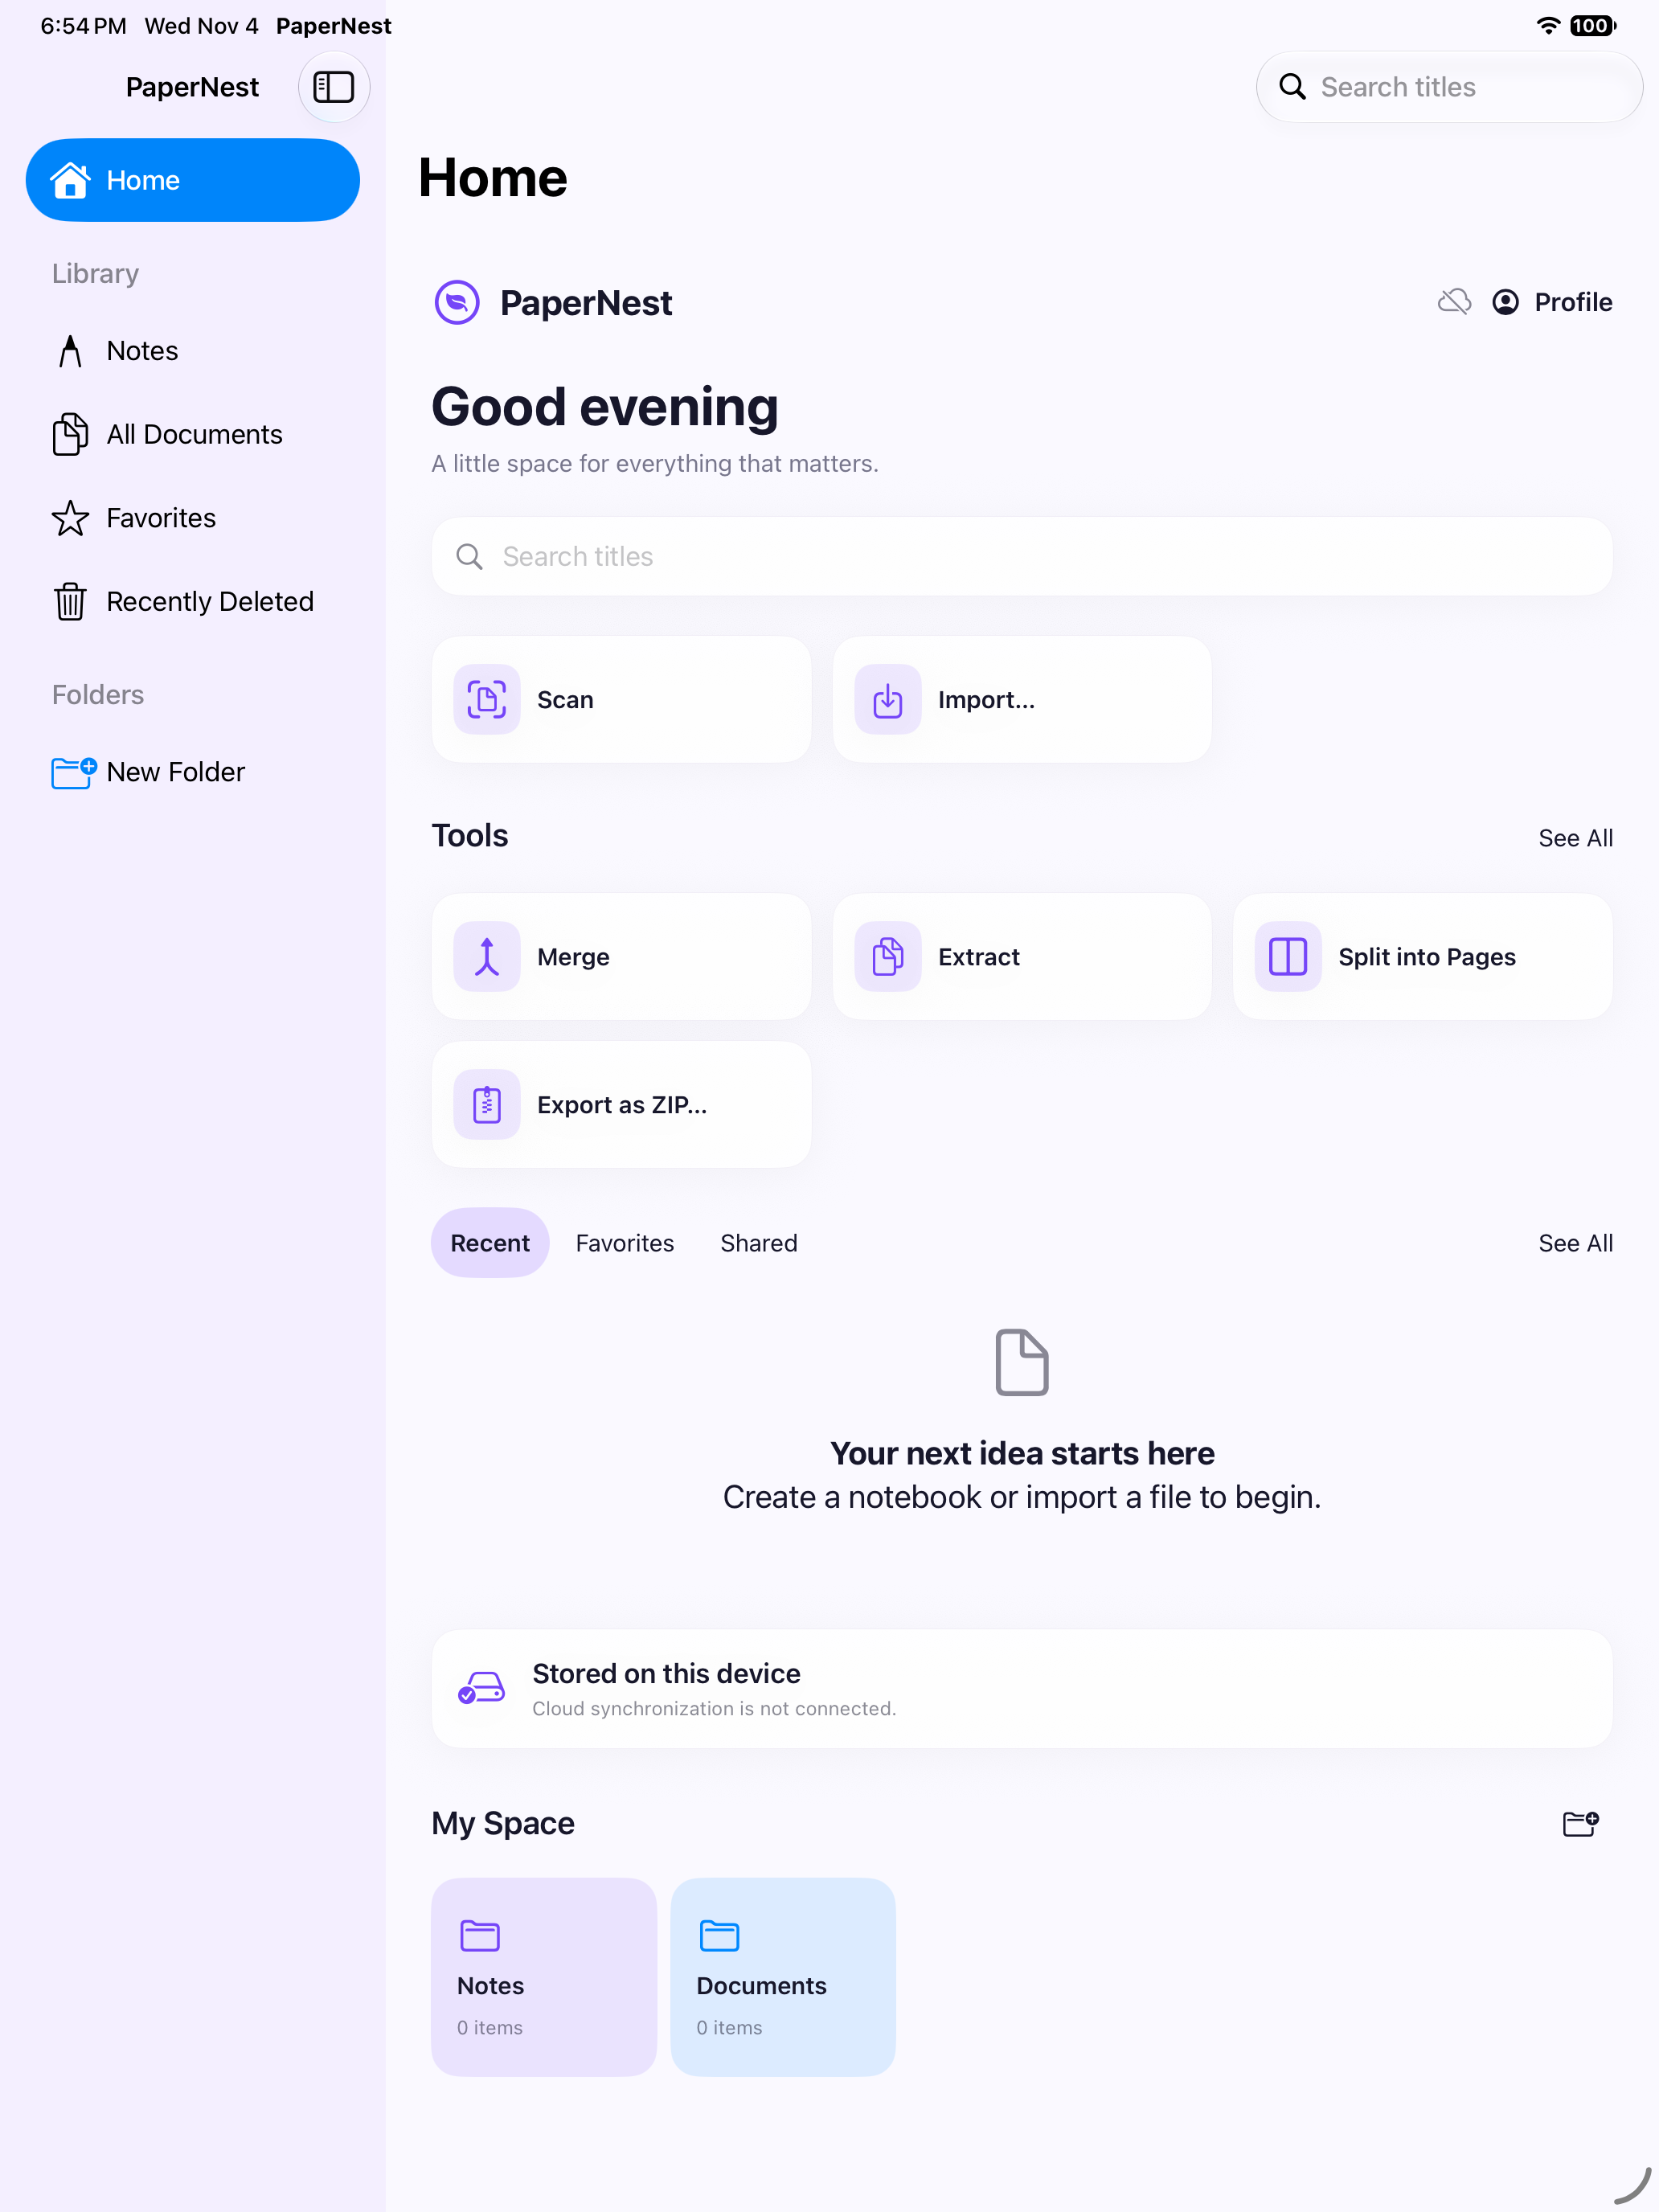 6:54 PM Wed Nov 4 PaperNest
100
PaperNest
Search titles
Home
Library
Notes
All Documents
Favorites
Recently Deleted
Folders
New Folder
Home
PaperNest
Profile
Good evening
A little space for everything that matters.
Search titles
Scan
Import...
Tools
See All
Merge
Extract
Split into Pages
Export as ZIP...
Recent
Favorites
Shared
See All
Your next idea starts here
Create a notebook or import a file to begin.
Stored on this device
Cloud synchronization is not connected.
My Space
Notes
0 items
Documents
0 items